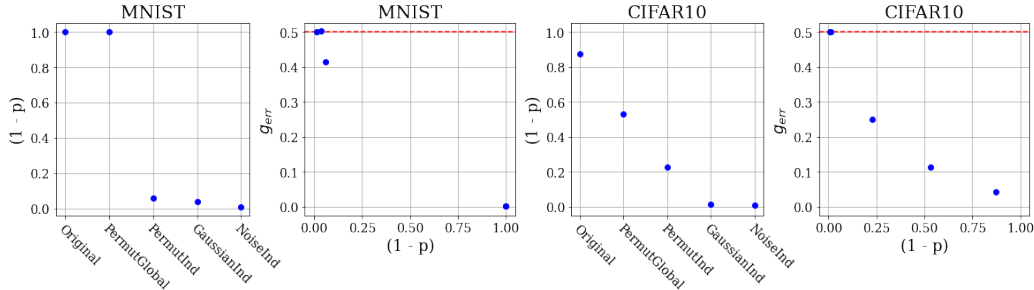 MNIST
(1 - p)
1.0
0.8
0.6
0.4
0.2
0.0
Original
PermutGlobal
PermutInd
GaussianInd
NoiseInd
MNIST
g_err
0.5
0.4
0.3
0.2
0.1
0.0
0.00 0.25 0.50 0.75 1.00
(1 - p)
CIFAR10
(1 - p)
1.0
0.8
0.6
0.4
0.2
0.0
Original
PermutGlobal
PermutInd
GaussianInd
NoiseInd
CIFAR10
g_err
0.5
0.4
0.3
0.2
0.1
0.0
0.00 0.25 0.50 0.75 1.00
(1 - p)